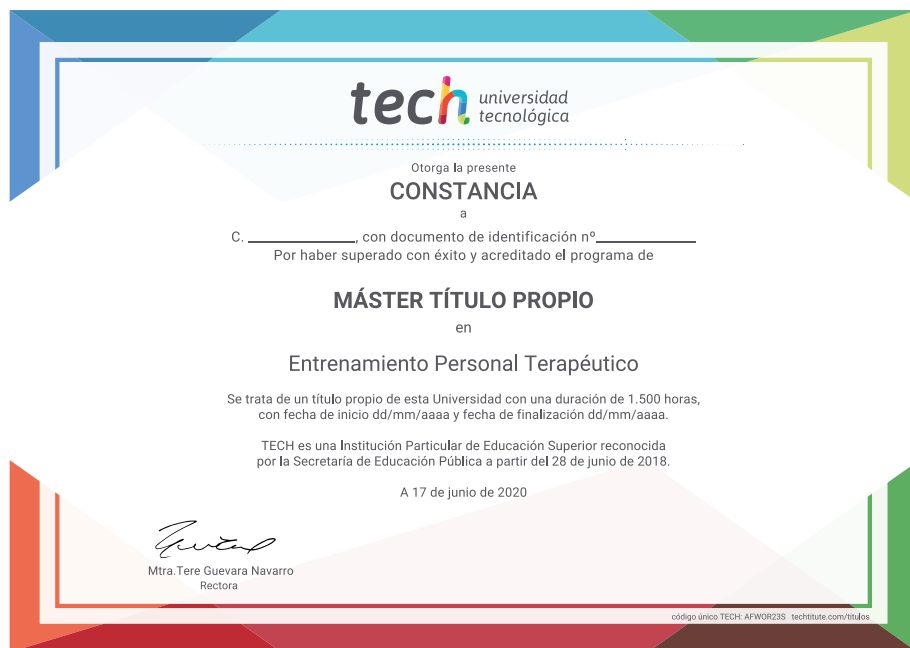 tech universidad
tecnológica
Otorga la presente
CONSTANCIA
a
C. ____________, con documento de identificación nº____________
Por haber superado con éxito y acreditado el programa de
MÁSTER TÍTULO PROPIO
en
Entrenamiento Personal Terapéutico
Se trata de un título propio de esta Universidad con una duración de 1.500 horas,
con fecha de inicio dd/mm/aaaa y fecha de finalización dd/mm/aaaa.
TECH es una Institución Particular de Educación Superior reconocida
por la Secretaría de Educación Pública a partir del 28 de junio de 2018.
A 17 de junio de 2020
Mtra.Tere Guevara Navarro
Rectora
código único TECH: AFWOR23S techtitute.com/titulos